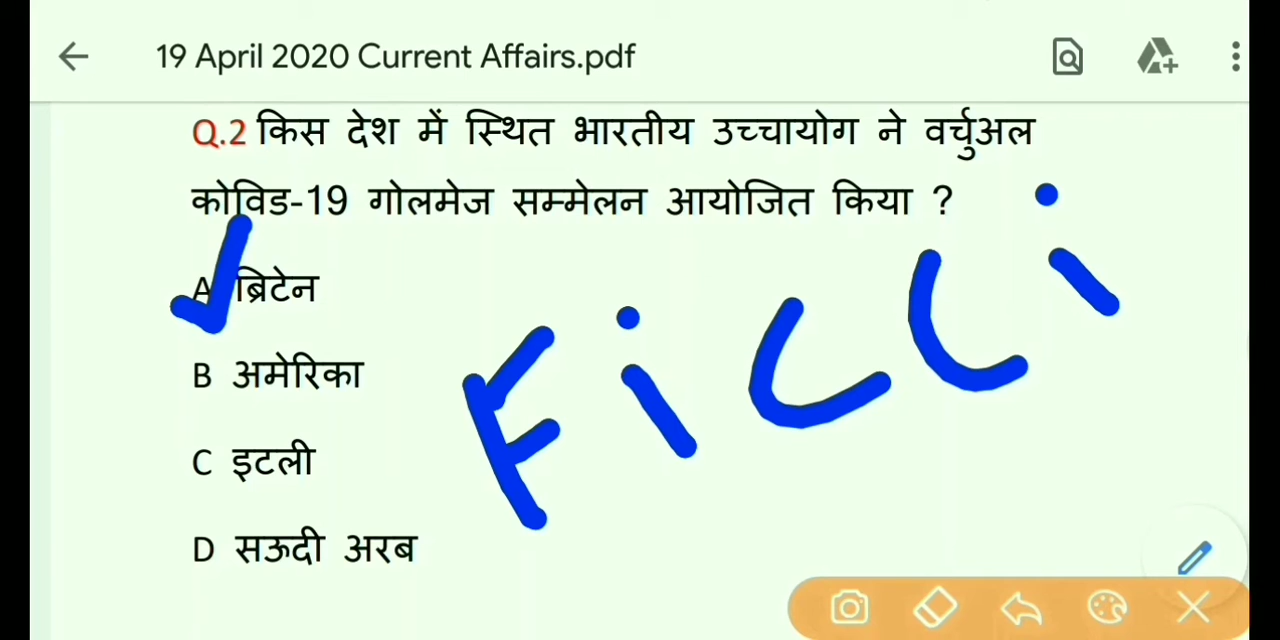 19 April 2020 Current Affairs.pdf
Q.2 किस देश में स्थित भारतीय उच्चायोग ने वर्चुअल
कोविड-19 गोलमेज सम्मेलन आयोजित किया ?
A ब्रिटेन
B अमेरिका
C इटली
D सऊदी अरब
FiCCi